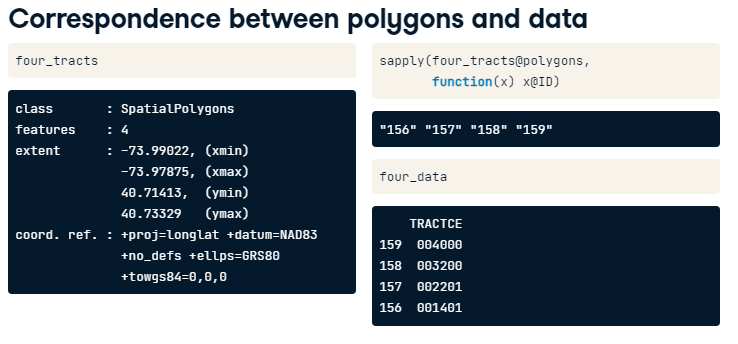 Correspondence between polygons and data
four_tracts
class       : SpatialPolygons
features    : 4
extent      : -73.99022, (xmin)
              -73.97875, (xmax)
              40.71413,  (ymin)
              40.73329   (ymax)
coord. ref. : +proj=longlat +datum=NAD83
              +no_defs +ellps=GRS80
              +towgs84=0,0,0
sapply(four_tracts@polygons,
       function(x) x@ID)
"156" "157" "158" "159"
four_data
    TRACTCE
159  004000
158  003200
157  002201
156  001401